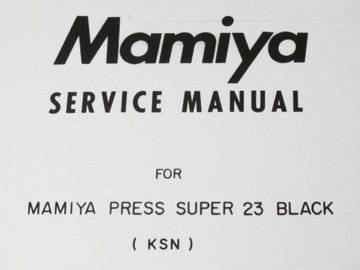 Mamiya
SERVICE MANUAL
FOR
MAMIYA PRESS SUPER 23 BLACK
( KSN )